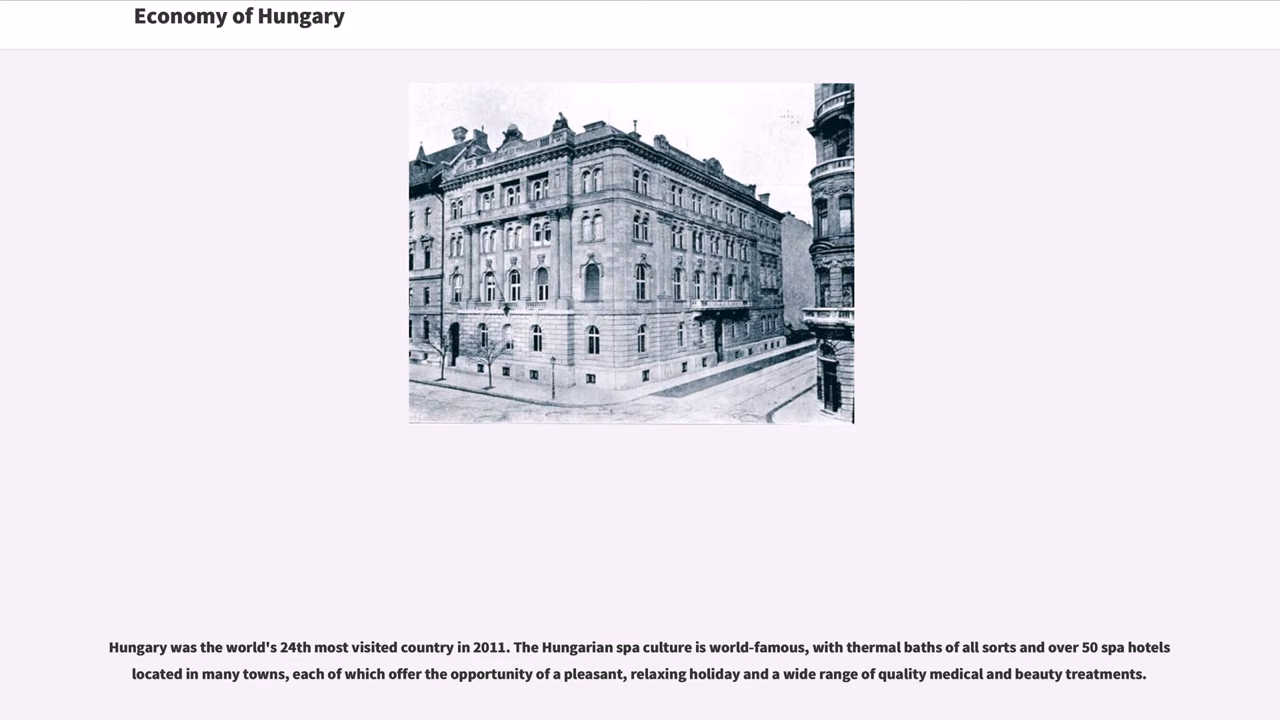 Economy of Hungary
Hungary was the world's 24th most visited country in 2011. The Hungarian spa culture is world-famous, with thermal baths of all sorts and over 50 spa hotels
located in many towns, each of which offer the opportunity of a pleasant, relaxing holiday and a wide range of quality medical and beauty treatments.